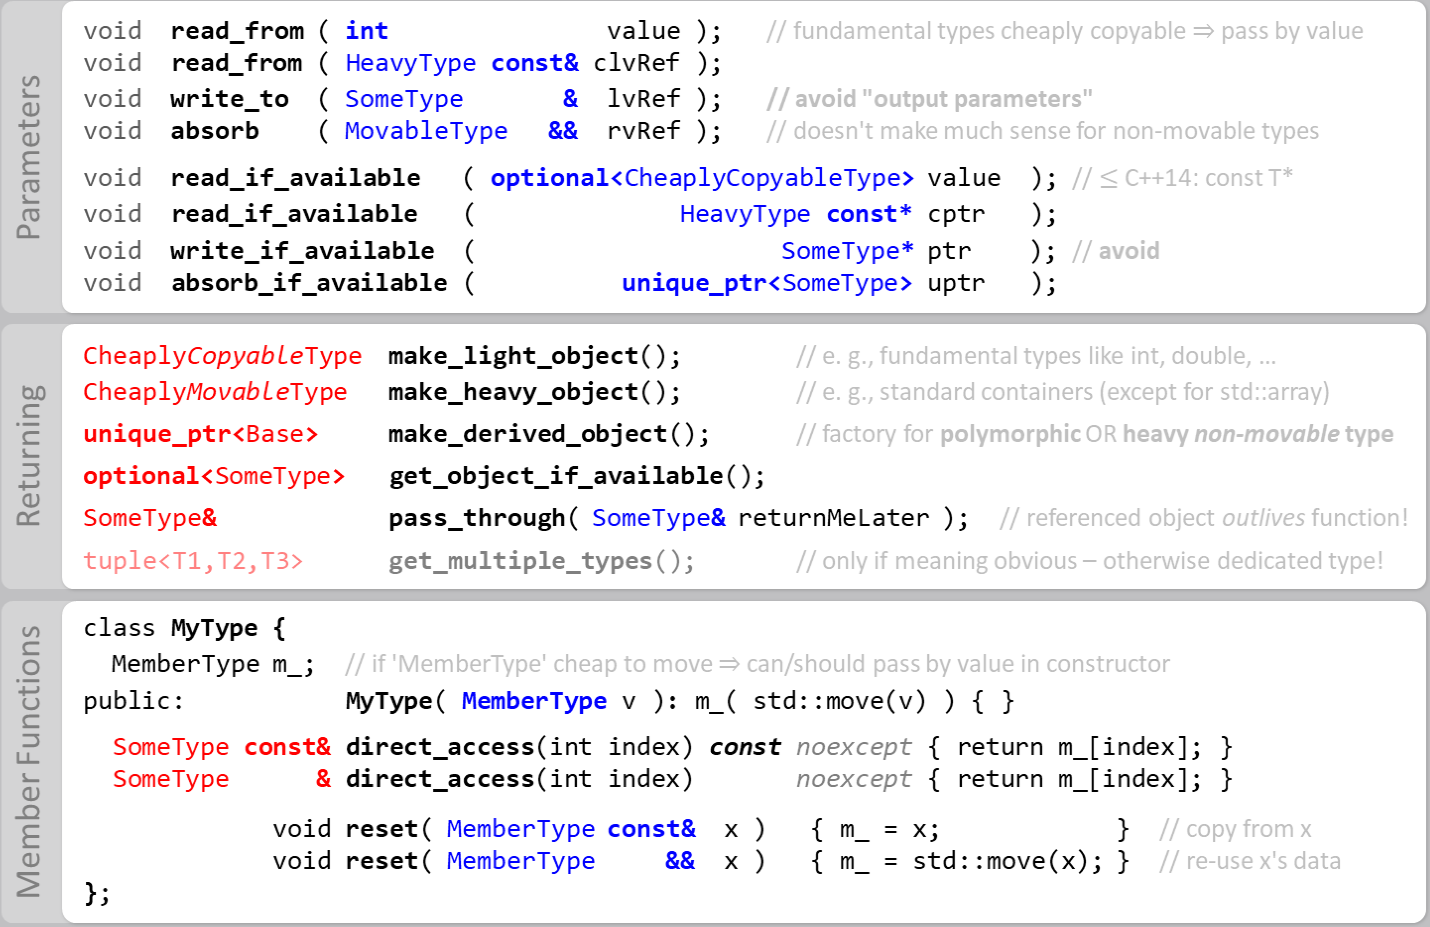 Parameters
void read_from ( int value ); // fundamental types cheaply copyable ⇒ pass by value
void read_from ( HeavyType const& clvRef );
void write_to ( SomeType & lvRef ); // avoid "output parameters"
void absorb ( MovableType && rvRef ); // doesn't make much sense for non-movable types
void read_if_available ( optional<CheaplyCopyableType> value ); // ≤ C++14: const T*
void read_if_available ( HeavyType const* cptr );
void write_if_available ( SomeType* ptr ); // avoid
void absorb_if_available ( unique_ptr<SomeType> uptr );
Returning
CheaplyCopyableType make_light_object(); // e. g., fundamental types like int, double, ...
CheaplyMovableType make_heavy_object(); // e. g., standard containers (except for std::array)
unique_ptr<Base> make_derived_object(); // factory for polymorphic OR heavy non-movable type
optional<SomeType> get_object_if_available();
SomeType& pass_through( SomeType& returnMeLater ); // referenced object outlives function!
tuple<T1,T2,T3> get_multiple_types(); // only if meaning obvious – otherwise dedicated type!
Member Functions
class MyType {
MemberType m_; // if 'MemberType' cheap to move ⇒ can/should pass by value in constructor
public: MyType( MemberType v ): m_( std::move(v) ) { }
SomeType const& direct_access(int index) const noexcept { return m_[index]; }
SomeType & direct_access(int index) noexcept { return m_[index]; }
void reset( MemberType const& x ) { m_ = x; } // copy from x
void reset( MemberType && x ) { m_ = std::move(x); } // re-use x's data
};